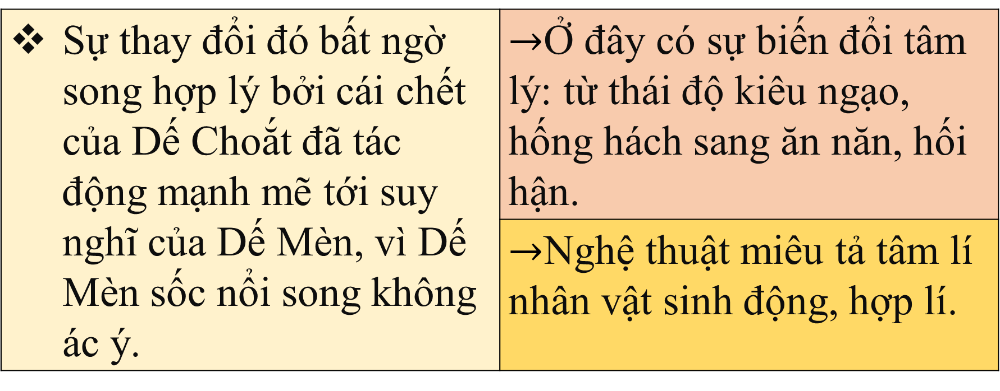 ❖ Sự thay đổi đó bất ngờ
song hợp lý bởi cái chết
của Dế Choắt đã tác
động mạnh mẽ tới suy
nghĩ của Dế Mèn, vì Dế
Mèn sốc nổi song không
ác ý.
→Ở đây có sự biến đổi tâm
lý: từ thái độ kiêu ngạo,
hống hách sang ăn năn, hối
hận.
→Nghệ thuật miêu tả tâm lí
nhân vật sinh động, hợp lí.